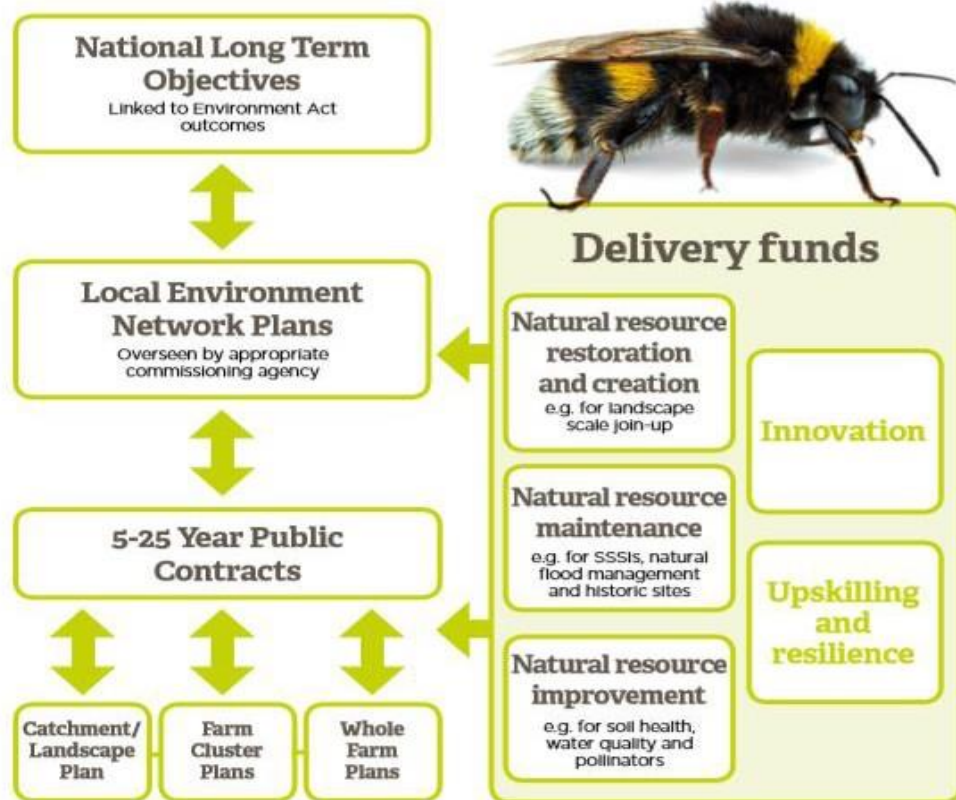 National Long Term
Objectives
Linked to Environment Act
outcomes
Local Environment
Network Plans
Overseen by appropriate
commissioning agency
5-25 Year Public
Contracts
Catchment/
Landscape
Plan
Farm
Cluster
Plans
Whole
Farm
Plans
Delivery funds
Natural resource
restoration
and creation
e.g. for landscape
scale join-up
Natural resource
maintenance
e.g. for SSSIs, natural
flood management
and historic sites
Natural resource
improvement
e.g. for soil health,
water quality and
pollinators
Innovation
Upskilling
and
resilience